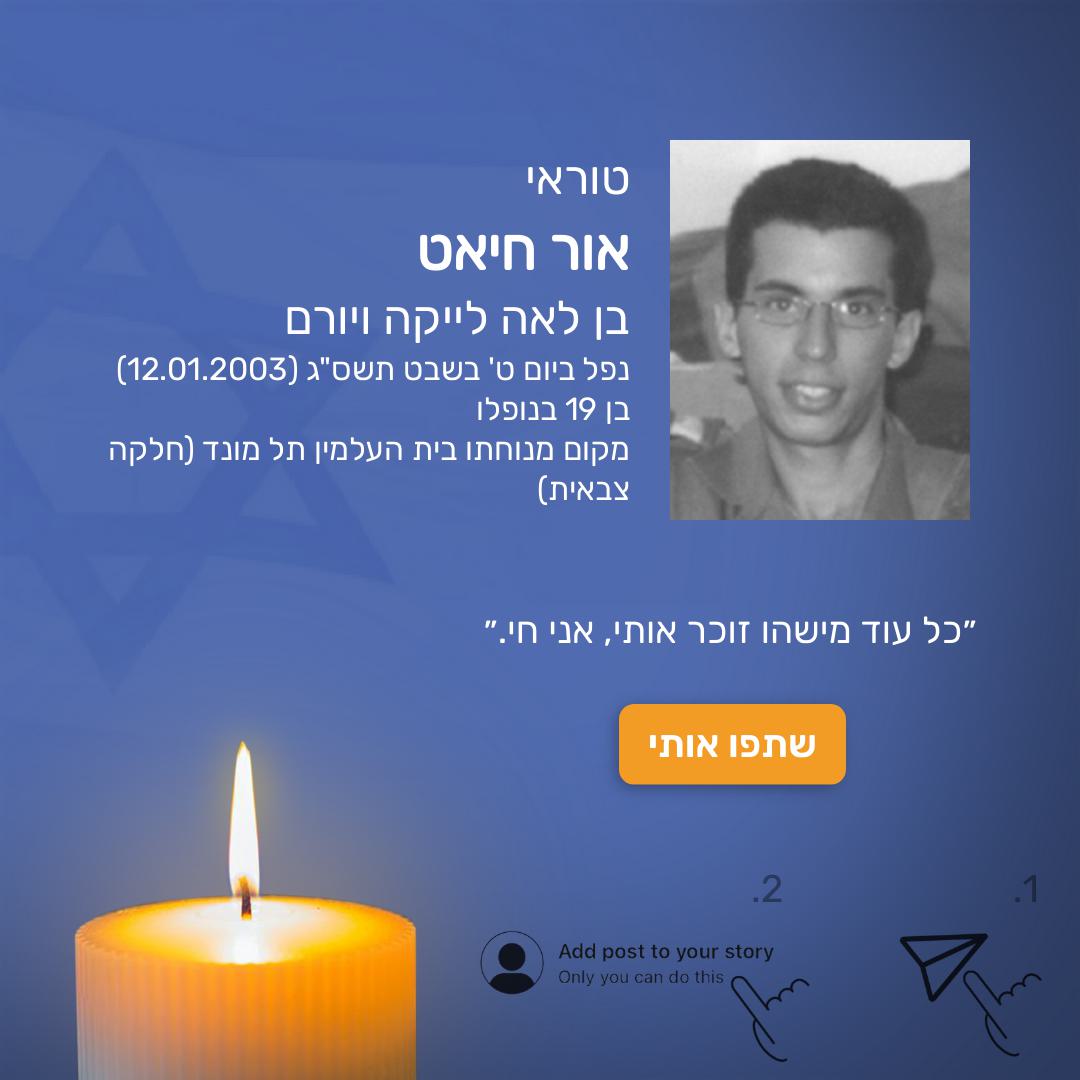 טוראי
אור חיאט
בן לאה לייקה ויורם
נפל ביום ט' בשבט תשס"ג (12.01.2003)
בן 19 בנופלו
מקום מנוחתו בית העלמין תל מונד (חלקה
צבאית)
״כל עוד מישהו זוכר אותי, אני חי.״
שתפו אותי
.1
.2
Add post to your story
Only you can do this